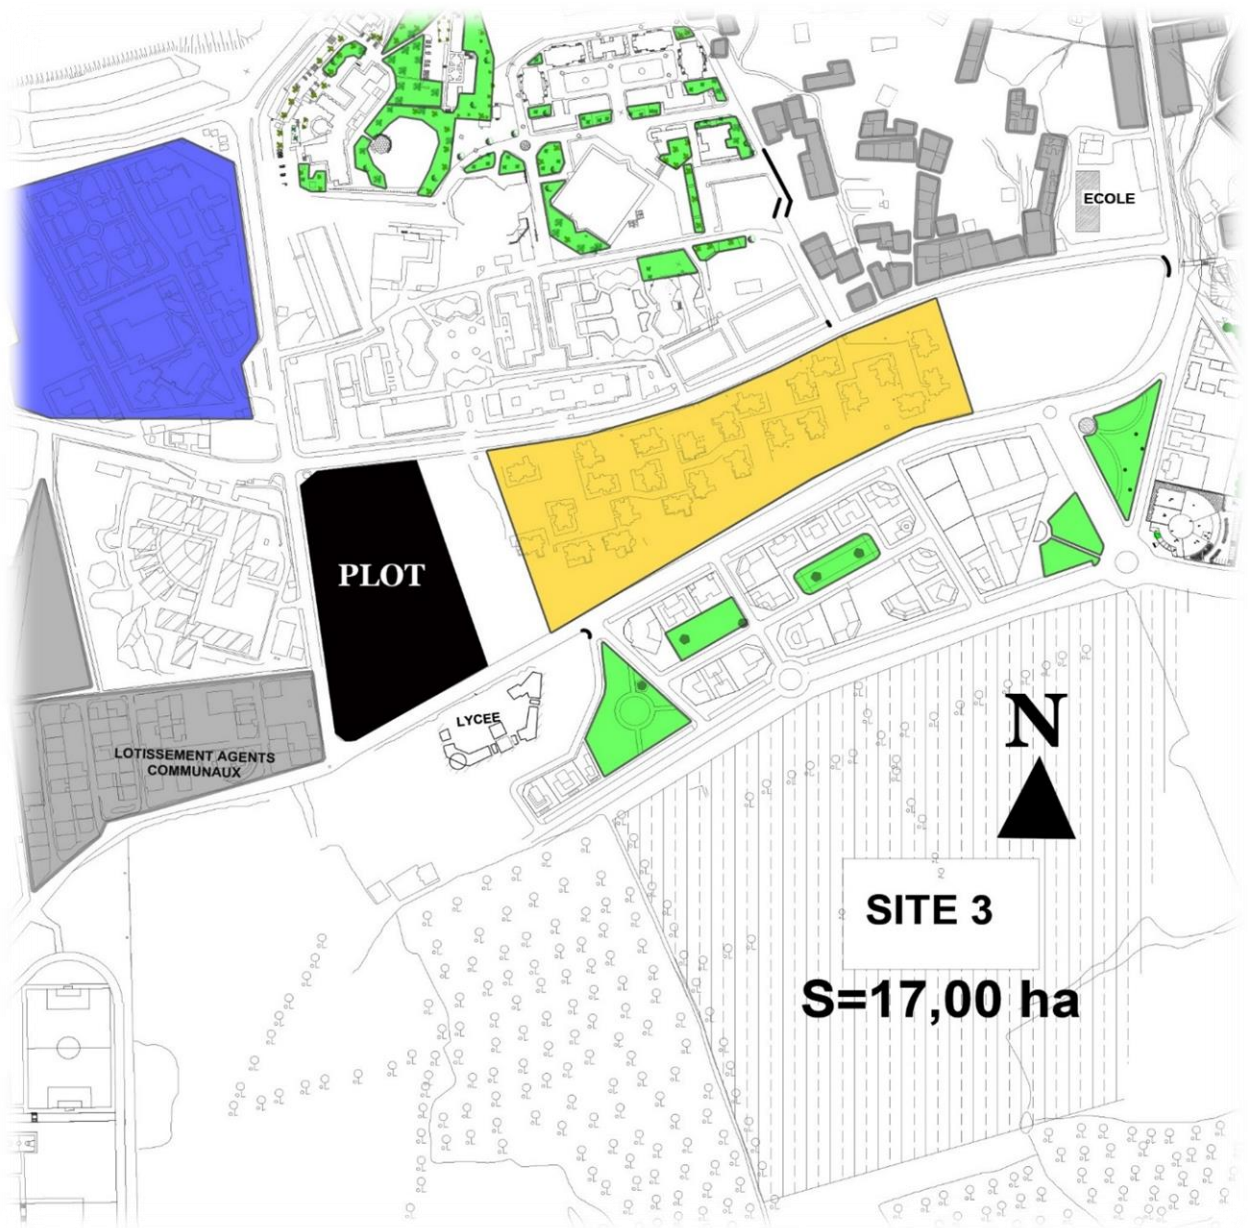 ECOLE
PLOT
LYCEE
LOTISSEMENT AGENTS
COMMUNAUX
N
SITE 3
S=17,00 ha